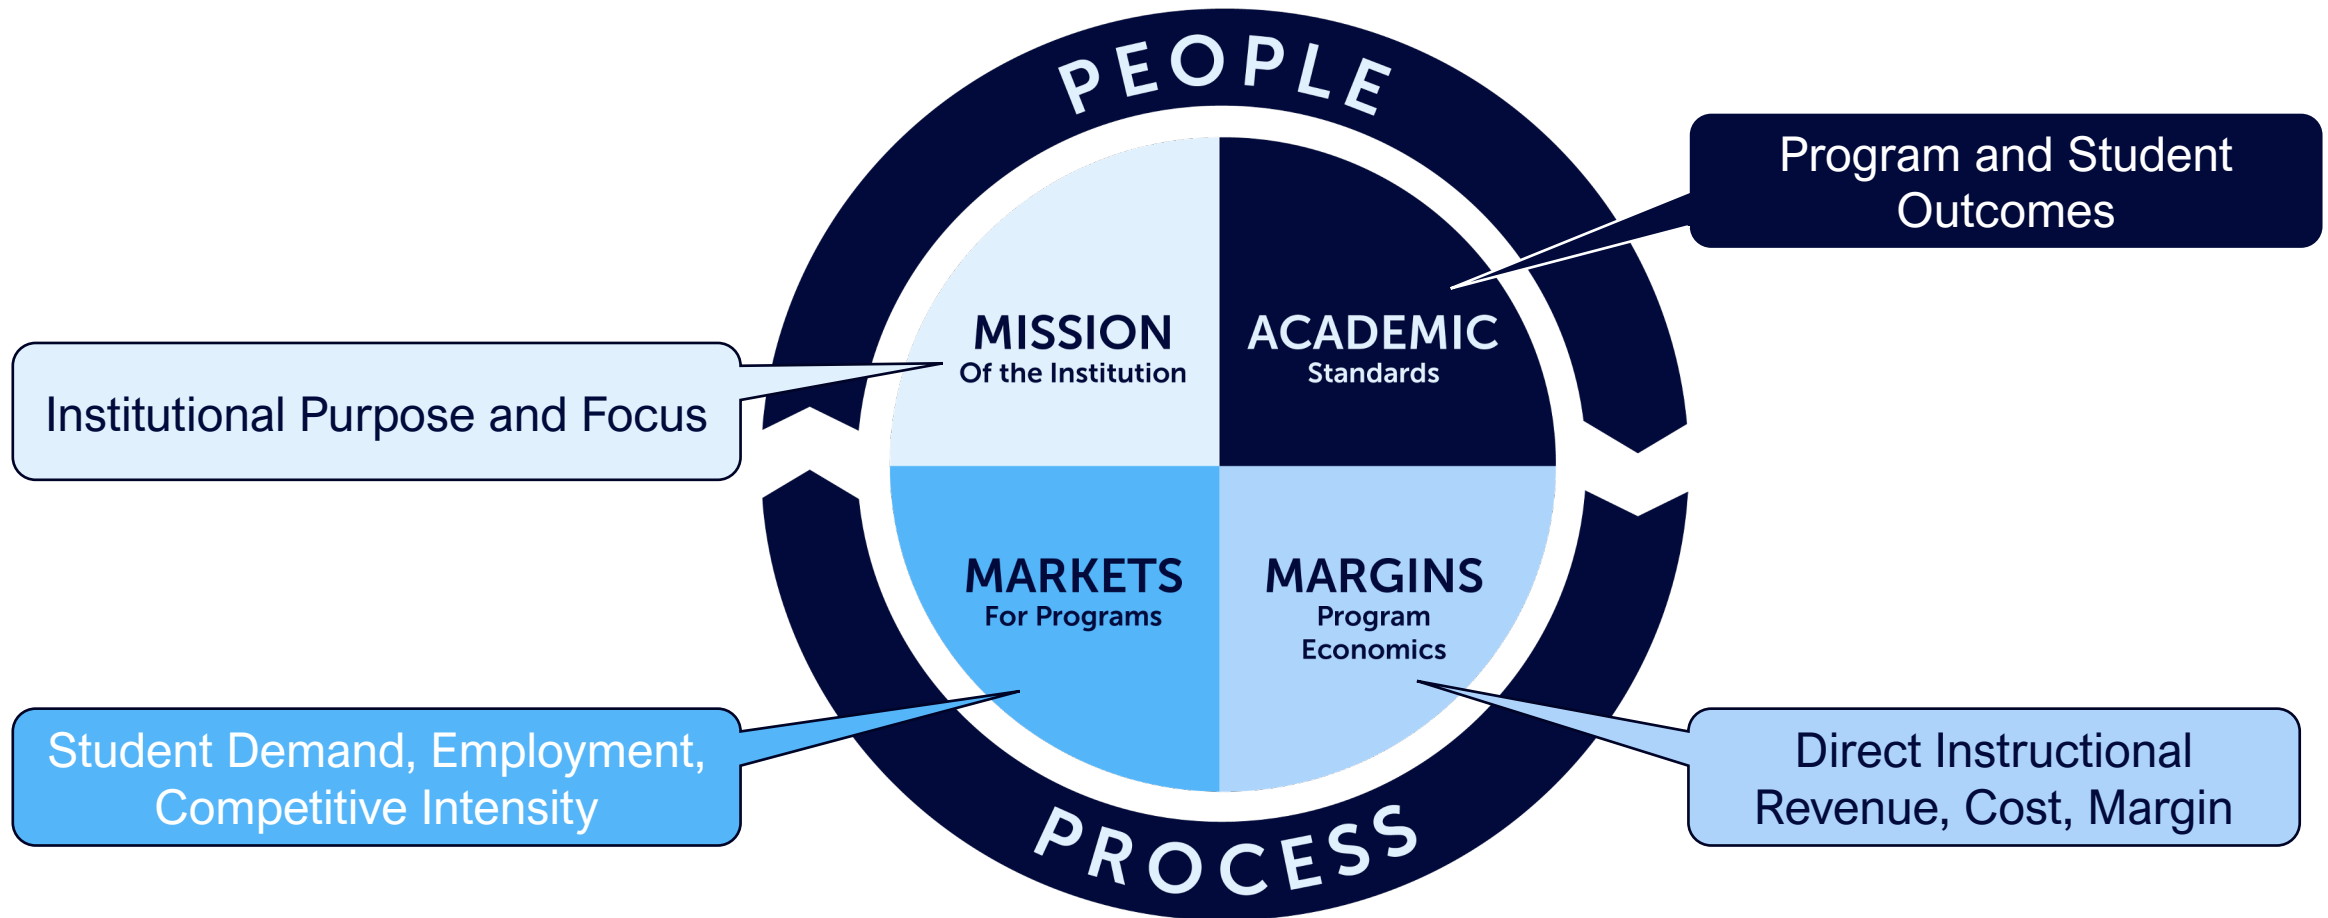 PEOPLE
Program and Student
Outcomes
MISSION
Of the Institution
ACADEMIC
Standards
Institutional Purpose and Focus
MARKETS
For Programs
MARGINS
Program
Economics
Student Demand, Employment,
Competitive Intensity
Direct Instructional
Revenue, Cost, Margin
PROCESS